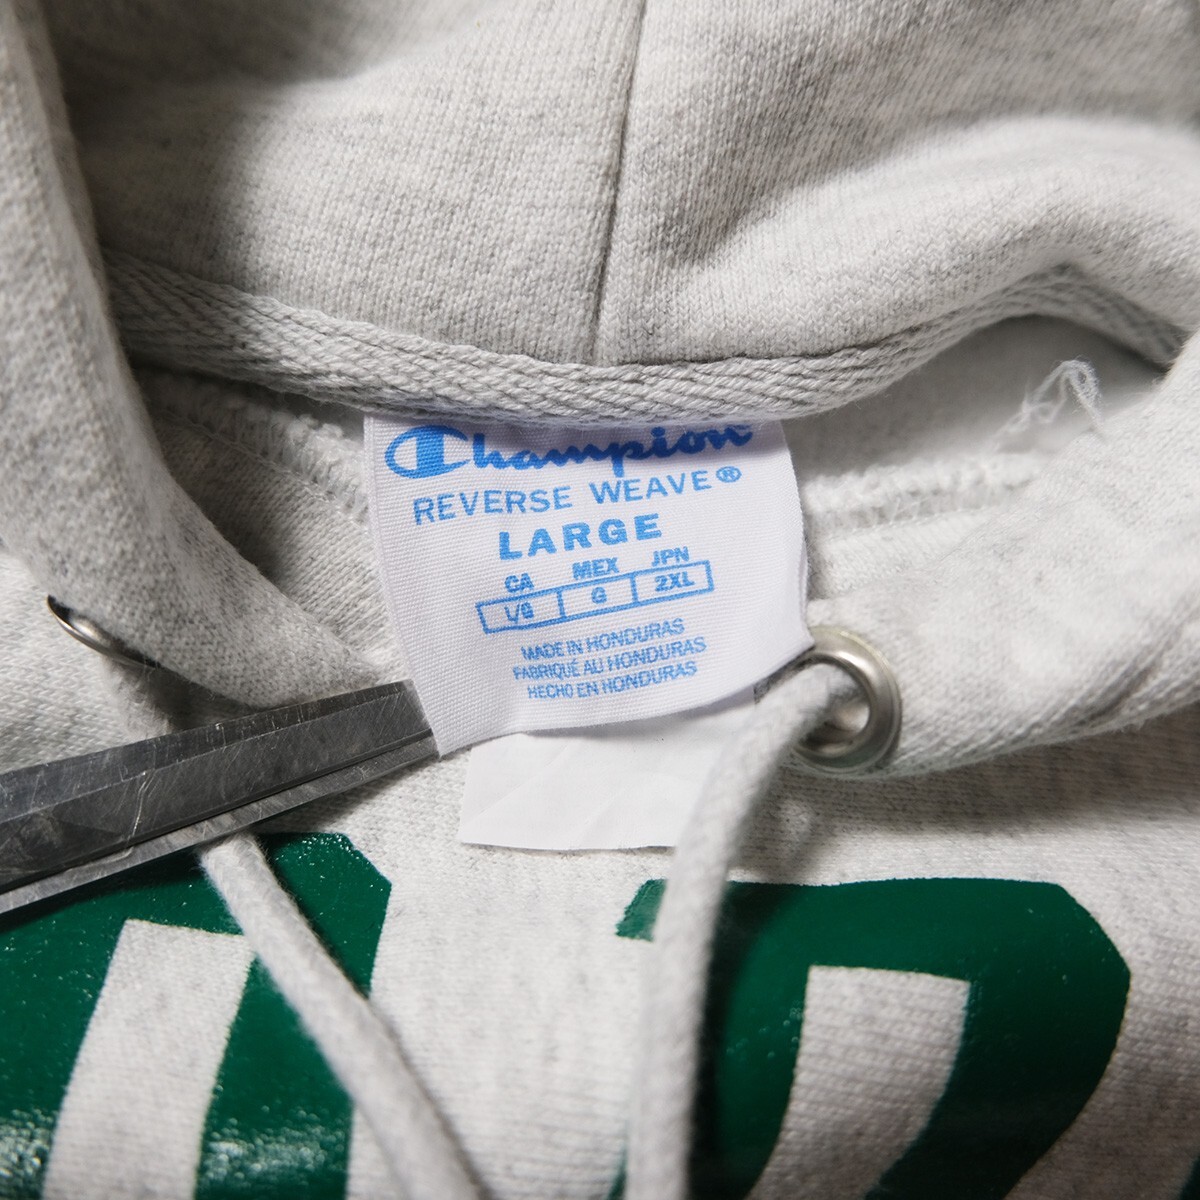 Champion
REVERSE WEAVE®
LARGE
CA MEX JPN
L/G G 2XL
MADE IN HONDURAS
FABRIQUÉ AU HONDURAS
HECHO EN HONDURAS